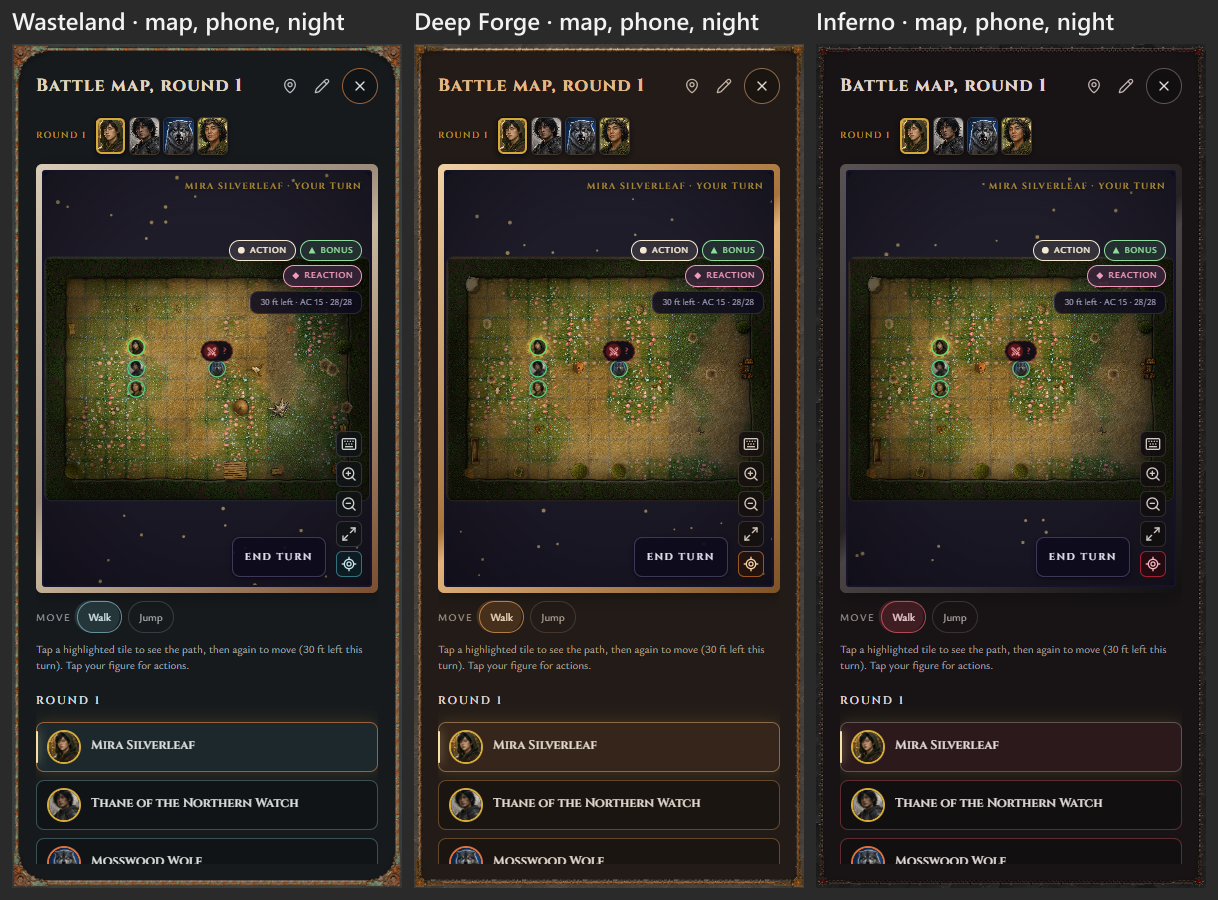 Wasteland · map, phone, night
BATTLE MAP, ROUND 1
ROUND 1
MIRA SILVERLEAF · YOUR TURN
ACTION
BONUS
REACTION
30 ft left · AC 15 · 28/28
?
END TURN
MOVE
Walk
Jump
Tap a highlighted tile to see the path, then again to move (30 ft left this
turn). Tap your figure for actions.
ROUND 1
MIRA SILVERLEAF
THANE OF THE NORTHERN WATCH
MOSSWOOD WOLF
Deep Forge · map, phone, night
BATTLE MAP, ROUND 1
ROUND 1
MIRA SILVERLEAF · YOUR TURN
ACTION
BONUS
REACTION
30 ft left · AC 15 · 28/28
?
END TURN
MOVE
Walk
Jump
Tap a highlighted tile to see the path, then again to move (30 ft left this
turn). Tap your figure for actions.
ROUND 1
MIRA SILVERLEAF
THANE OF THE NORTHERN WATCH
MOSSWOOD WOLF
Inferno · map, phone, night
BATTLE MAP, ROUND 1
ROUND 1
MIRA SILVERLEAF · YOUR TURN
ACTION
BONUS
REACTION
30 ft left · AC 15 · 28/28
?
END TURN
MOVE
Walk
Jump
Tap a highlighted tile to see the path, then again to move (30 ft left this
turn). Tap your figure for actions.
ROUND 1
MIRA SILVERLEAF
THANE OF THE NORTHERN WATCH
MOSSWOOD WOLF